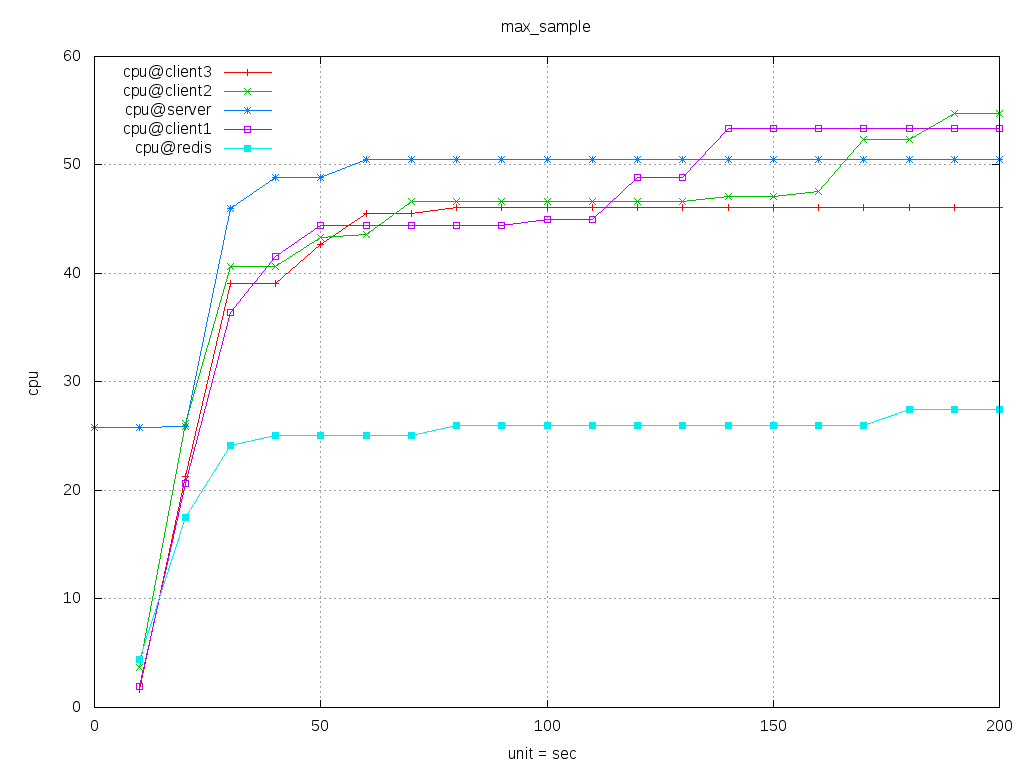 max_sample
60
50
40
30
20
10
0
cpu
cpu@client3
cpu@client2
cpu@server
cpu@client1
cpu@redis
0 50 100 150 200
unit = sec